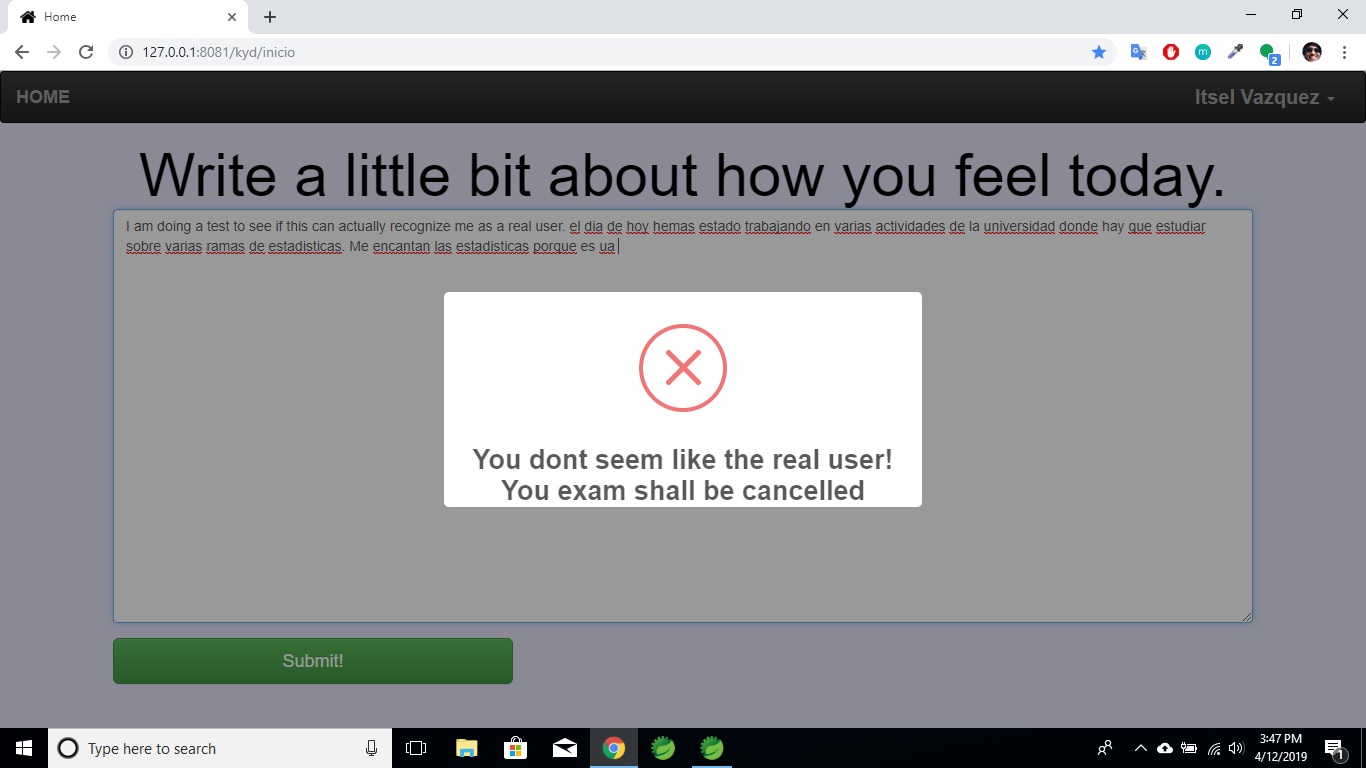 Home
127.0.0.1:8081/kyd/inicio
2
HOME
Itsel Vazquez
Write a little bit about how you feel today.
I am doing a test to see if this can actually recognize me as a real user. el dia de hoy hemas estado trabajando en varias actividades de la universidad donde hay que estudiar
sobre varias ramas de estadisticas. Me encantan las estadisticas porque es ua
You dont seem like the real user!
You exam shall be cancelled
Submit!
Type here to search
3:47 PM
4/12/2019
1